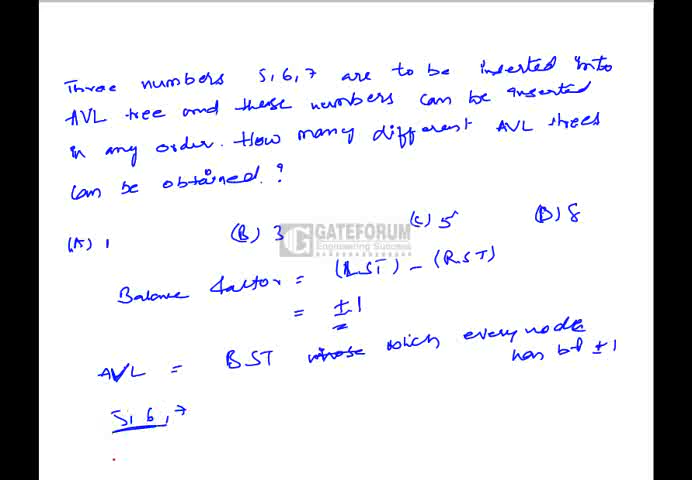 Three numbers 5, 6, 7 are to be inserted into
AVL tree and these numbers can be inserted
in any order. How many different AVL trees
can be obtained.?
(A) 1 (B) 3 (C) 5 (D) 8
GATEFORUM
Engineering Success
Balance factor = (LST) - (RST)
= ±1
AVL = BST whose which every node
has bf ±1
5, 6, 7